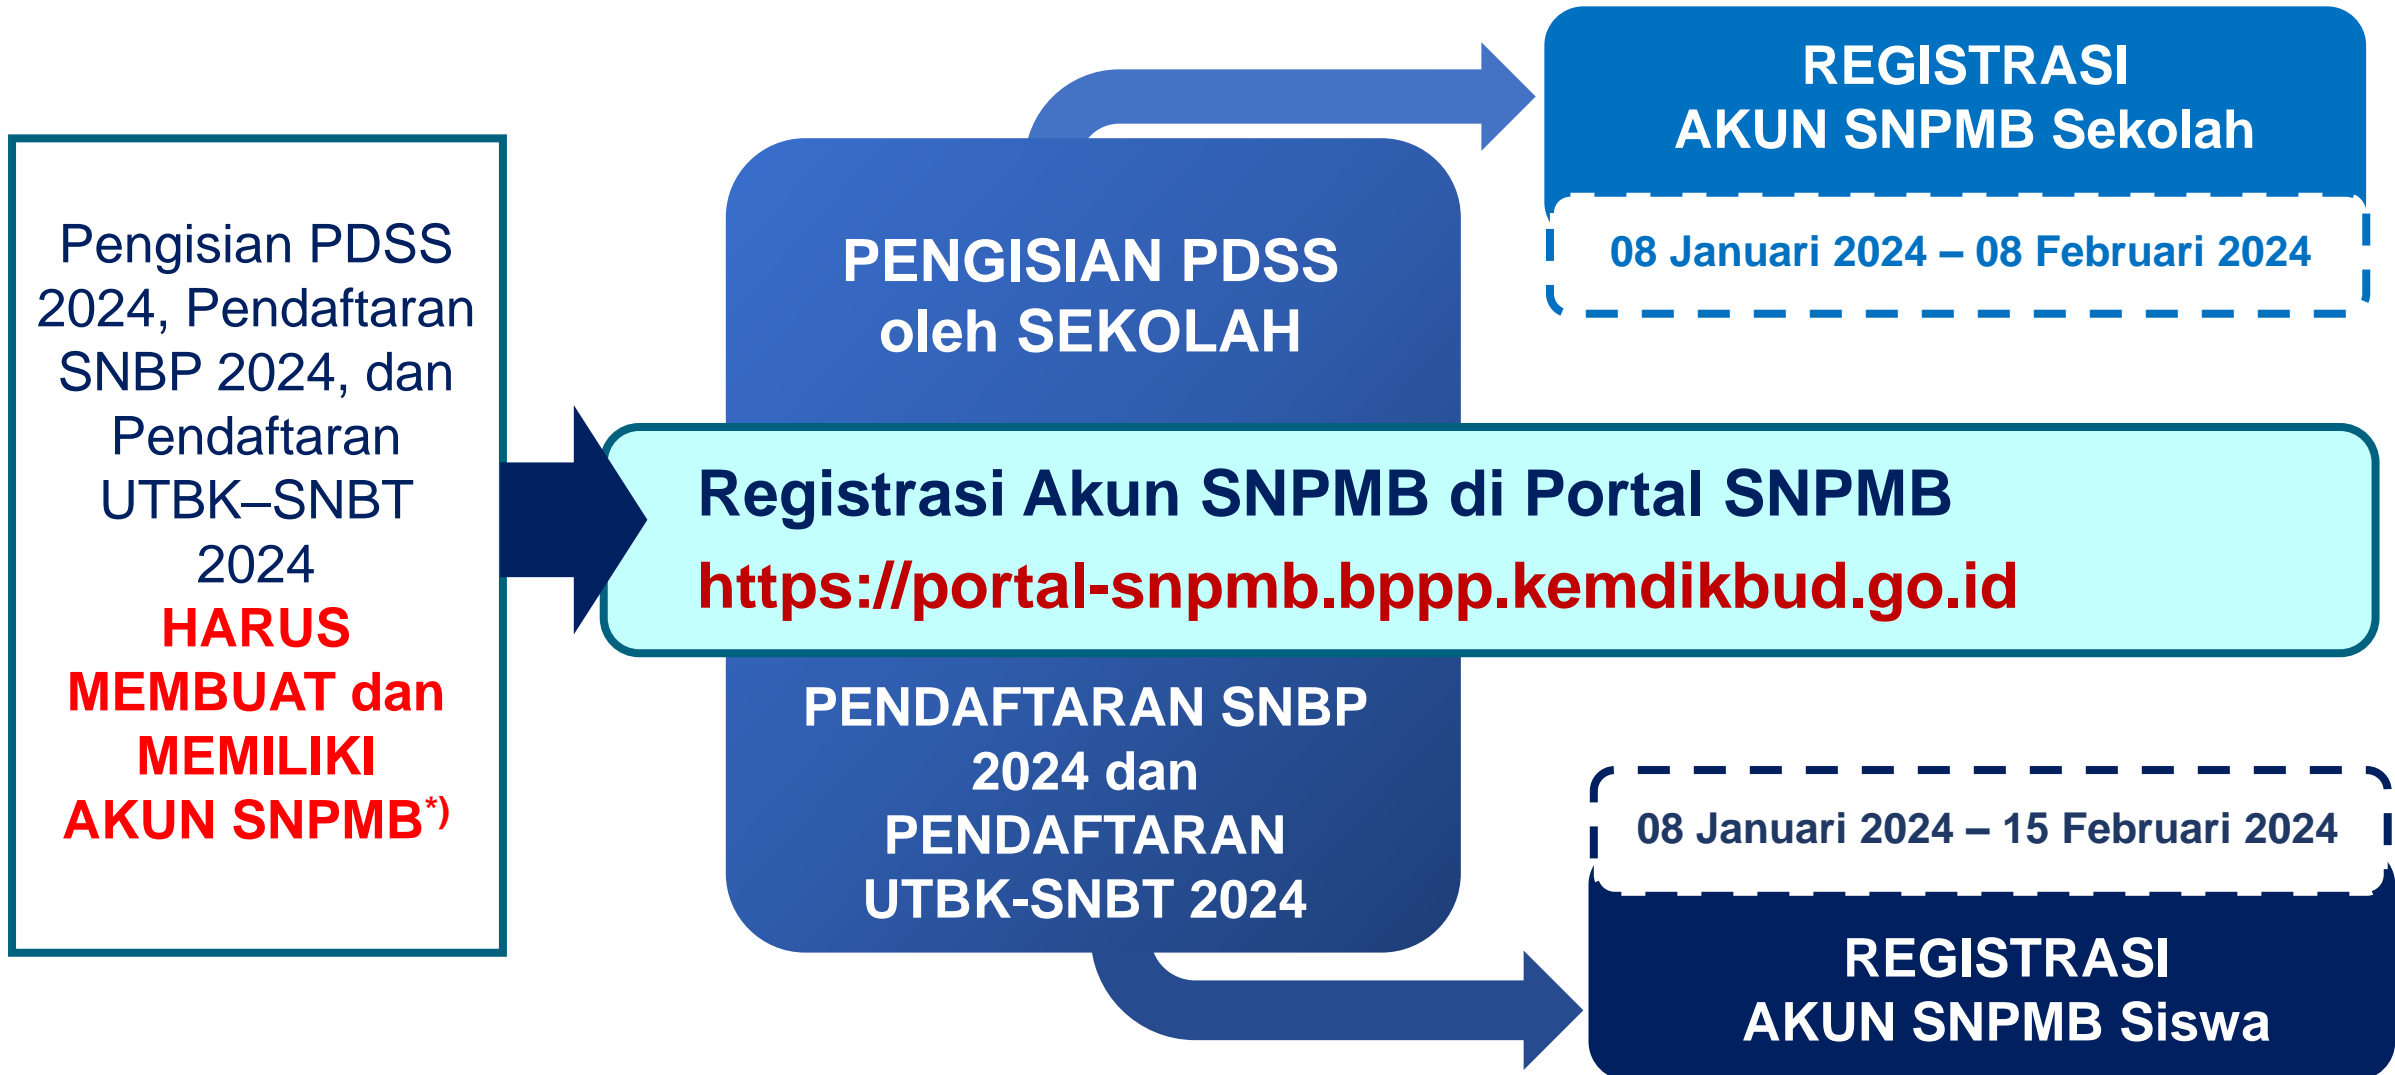 Pengisian PDSS
2024, Pendaftaran
SNBP 2024, dan
Pendaftaran
UTBK–SNBT
2024
HARUS
MEMBUAT dan
MEMILIKI
AKUN SNPMB*)
PENGISIAN PDSS
oleh SEKOLAH
REGISTRASI
AKUN SNPMB Sekolah
08 Januari 2024 – 08 Februari 2024
Registrasi Akun SNPMB di Portal SNPMB
https://portal-snpmb.bppp.kemdikbud.go.id
PENDAFTARAN SNBP
2024 dan
PENDAFTARAN
UTBK-SNBT 2024
08 Januari 2024 – 15 Februari 2024
REGISTRASI
AKUN SNPMB Siswa